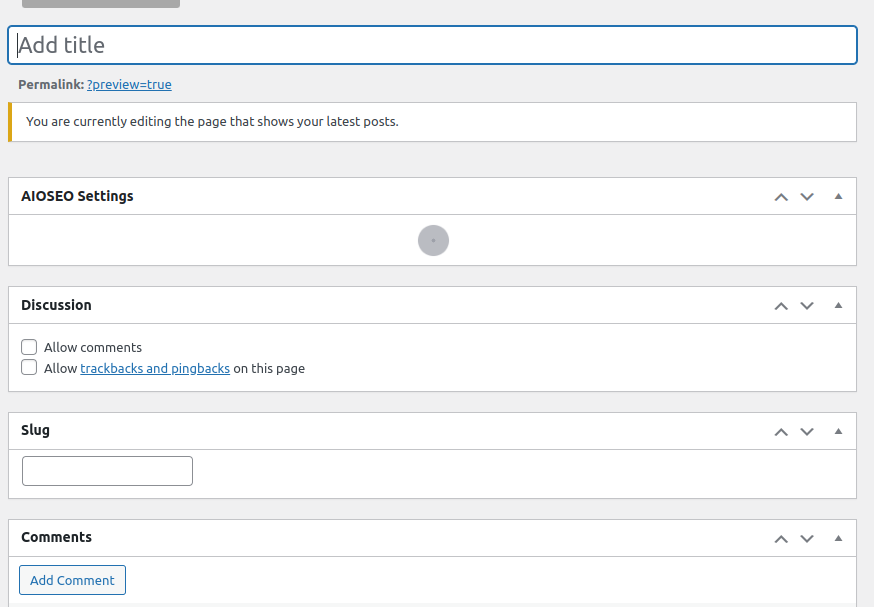 Add title
Permalink: ?preview=true
You are currently editing the page that shows your latest posts.
AIOSEO Settings
Discussion
Allow comments
Allow trackbacks and pingbacks on this page
Slug
Comments
Add Comment